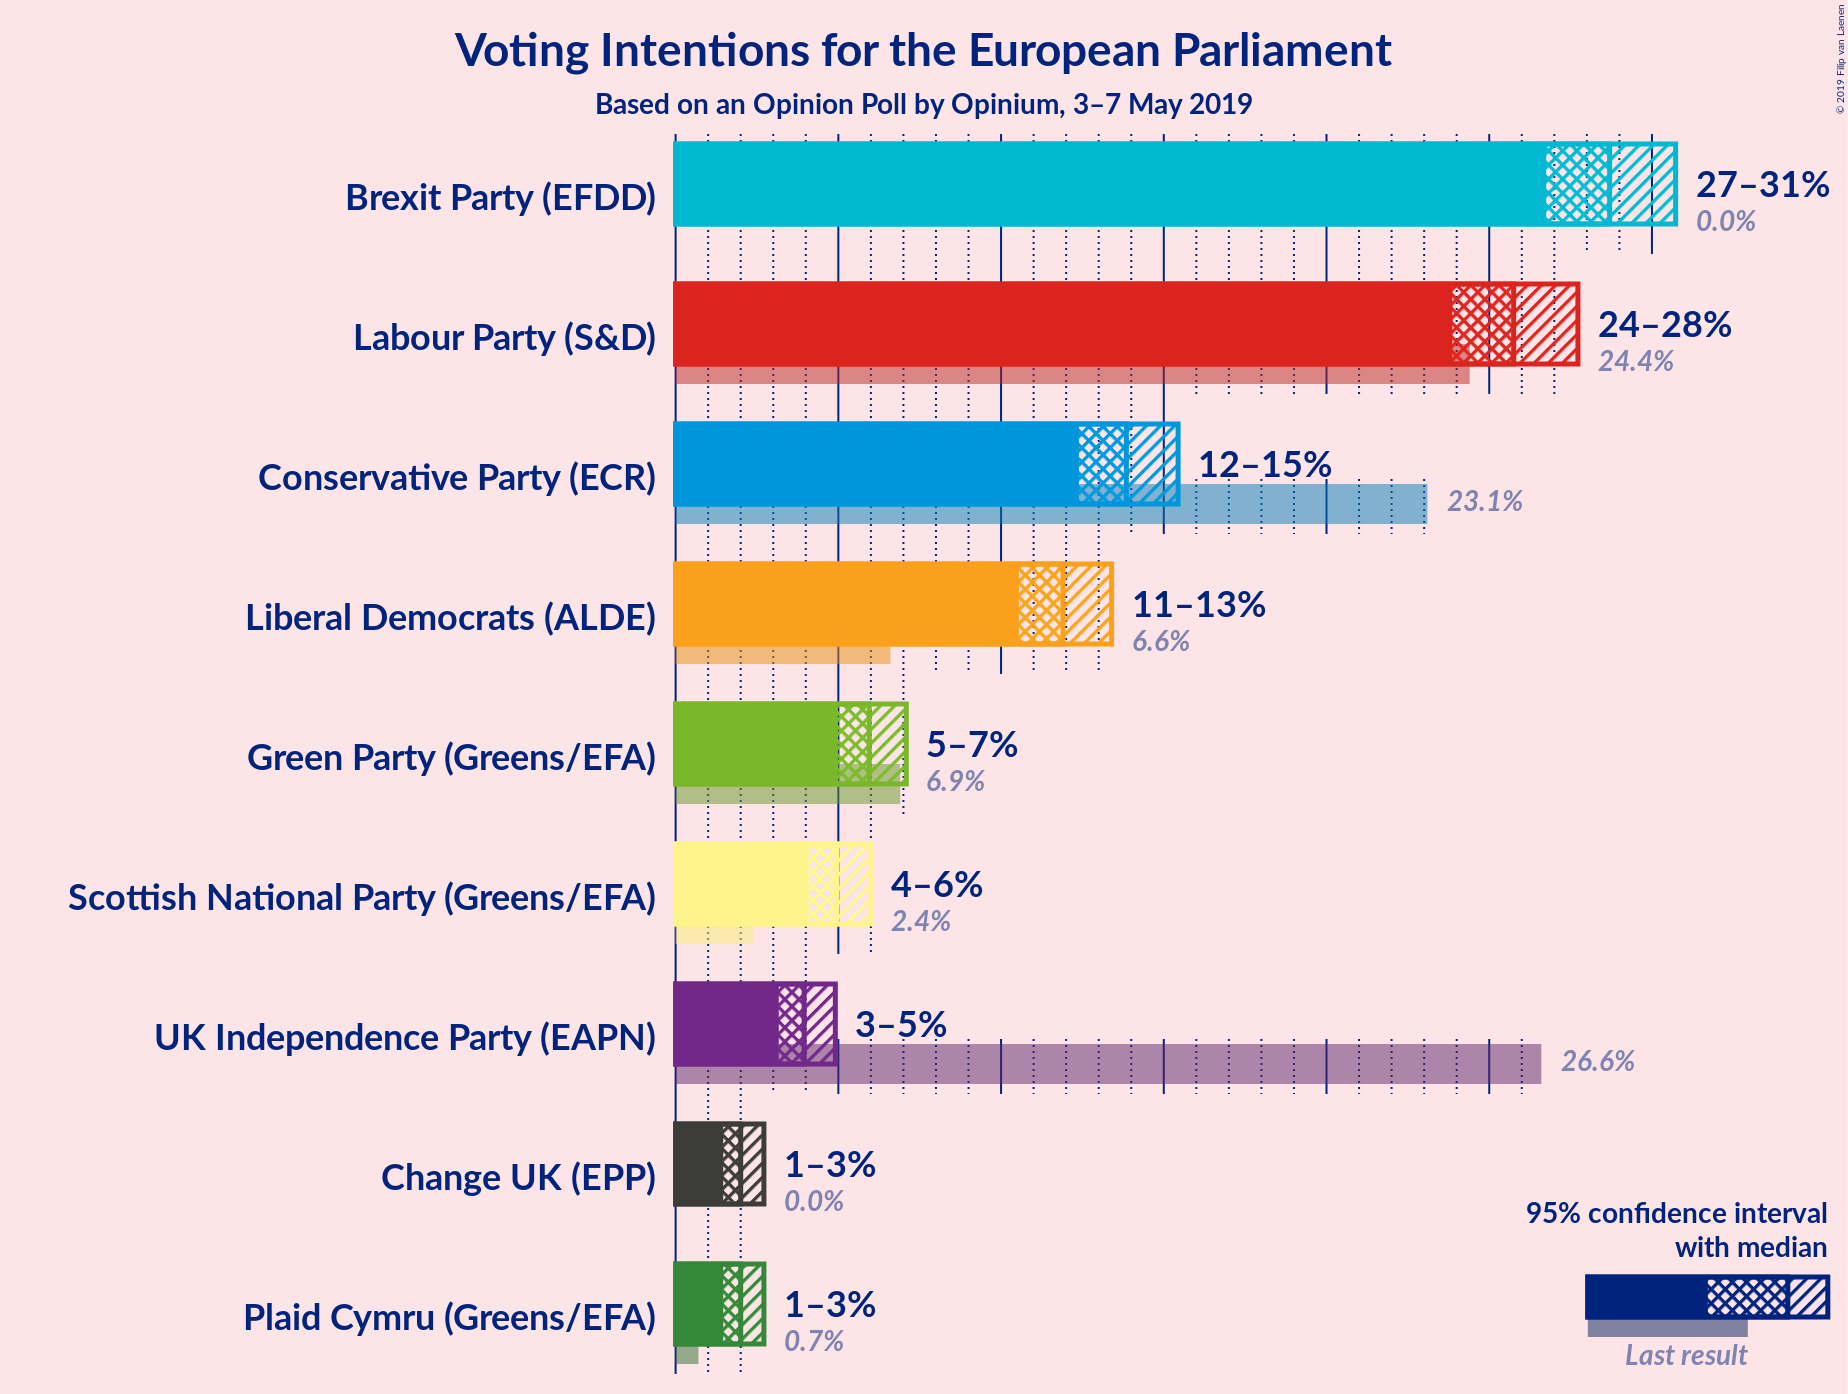 Voting Intentions for the European Parliament
Based on an Opinion Poll by Opinium, 3–7 May 2019
© 2019 Filip van Laenen
Brexit Party (EFDD)
27–31%
0.0%
Labour Party (S&D)
24–28%
24.4%
Conservative Party (ECR)
12–15%
23.1%
Liberal Democrats (ALDE)
11–13%
6.6%
Green Party (Greens/EFA)
5–7%
6.9%
Scottish National Party (Greens/EFA)
4–6%
2.4%
UK Independence Party (EAPN)
3–5%
26.6%
Change UK (EPP)
1–3%
0.0%
Plaid Cymru (Greens/EFA)
1–3%
0.7%
95% confidence interval
with median
Last result